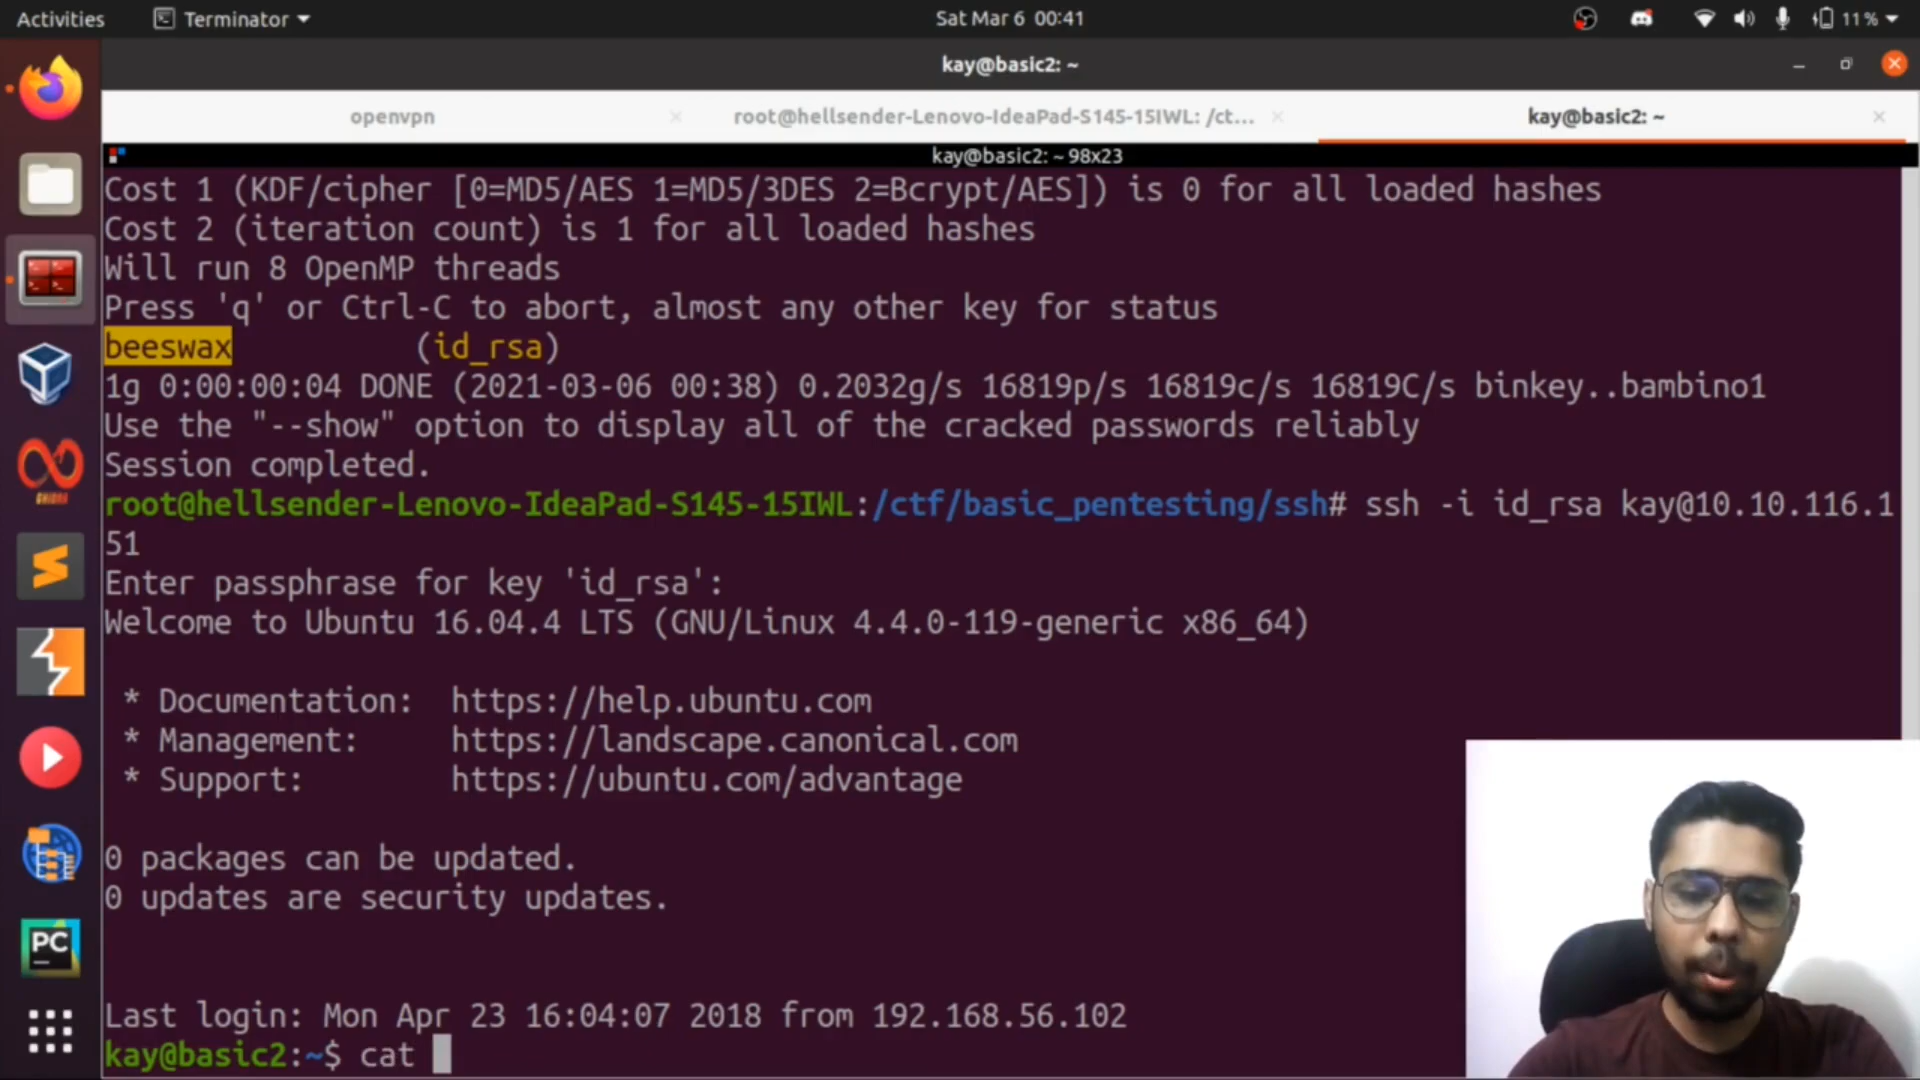 Activities
Terminator
Sat Mar 6 00:41
11 %
kay@basic2: ~
openvpn
root@hellsender-Lenovo-IdeaPad-S145-15IWL: /ct...
kay@basic2: ~
kay@basic2: ~ 98x23
Cost 1 (KDF/cipher [0=MD5/AES 1=MD5/3DES 2=Bcrypt/AES]) is 0 for all loaded hashes
Cost 2 (iteration count) is 1 for all loaded hashes
Will run 8 OpenMP threads
Press 'q' or Ctrl-C to abort, almost any other key for status
beeswax (id_rsa)
1g 0:00:00:04 DONE (2021-03-06 00:38) 0.2032g/s 16819p/s 16819c/s 16819C/s binkey..bambino1
Use the "--show" option to display all of the cracked passwords reliably
Session completed.
root@hellsender-Lenovo-IdeaPad-S145-15IWL:/ctf/basic_pentesting/ssh# ssh -i id_rsa kay@10.10.116.1
51
Enter passphrase for key 'id_rsa':
Welcome to Ubuntu 16.04.4 LTS (GNU/Linux 4.4.0-119-generic x86_64)
* Documentation: https://help.ubuntu.com
* Management: https://landscape.canonical.com
* Support: https://ubuntu.com/advantage
0 packages can be updated.
0 updates are security updates.
Last login: Mon Apr 23 16:04:07 2018 from 192.168.56.102
kay@basic2:~$ cat
GHIDRA
PC